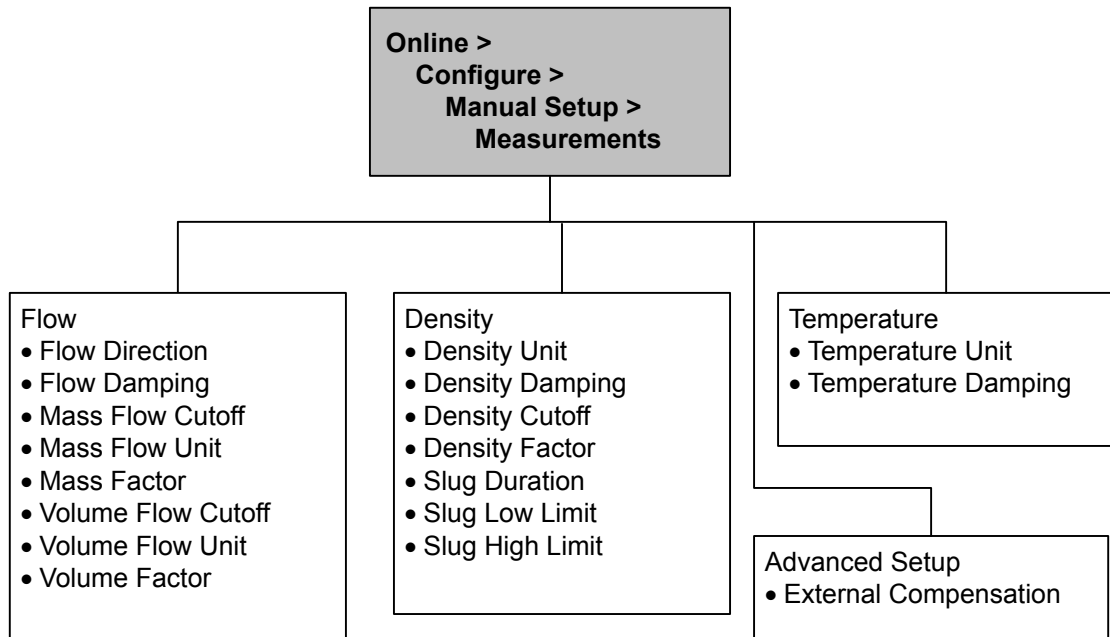 Online >
Configure >
Manual Setup >
Measurements
Flow
• Flow Direction
• Flow Damping
• Mass Flow Cutoff
• Mass Flow Unit
• Mass Factor
• Volume Flow Cutoff
• Volume Flow Unit
• Volume Factor
Density
• Density Unit
• Density Damping
• Density Cutoff
• Density Factor
• Slug Duration
• Slug Low Limit
• Slug High Limit
Temperature
• Temperature Unit
• Temperature Damping
Advanced Setup
• External Compensation